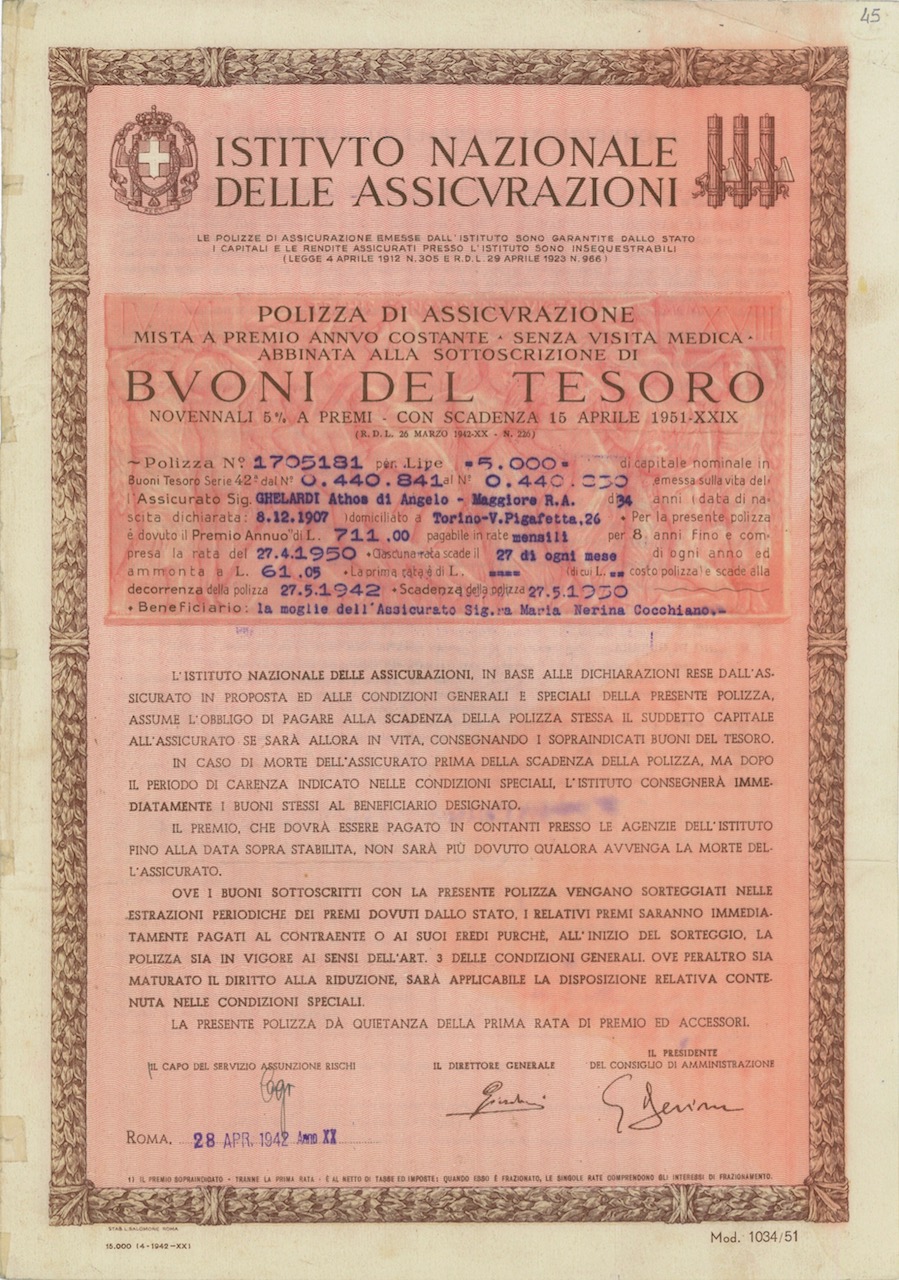 45
ISTITVTO NAZIONALE
DELLE ASSICVRAZIONI
LE POLIZZE DI ASSICURAZIONE EMESSE DALL'ISTITUTO SONO GARANTITE DALLO STATO
I CAPITALI E LE RENDITE ASSICURATI PRESSO L'ISTITUTO SONO INSEQUESTRABILI
(LEGGE 4 APRILE 1912 N. 305 E R.D.L. 29 APRILE 1923 N. 966)
POLIZZA DI ASSICVRAZIONE
MISTA A PREMIO ANNVO COSTANTE • SENZA VISITA MEDICA •
ABBINATA ALLA SOTTOSCRIZIONE DI
BVONI DEL TESORO
NOVENNALI 5% A PREMI - CON SCADENZA 15 APRILE 1951-XXIX
(R.D.L. 26 MARZO 1942-XX - N. 226)
~Polizza Nº 1705181 per Lire =5.000= di capitale nominale in
Buoni Tesoro Serie 42ª dal Nº 0.440.841 al Nº 0.440. emessa sulla vita del-
l'Assicurato Sig. GHELARDI Athos di Angelo - Maggiore R.A. d 34 anni (data di na-
scita dichiarata: 8.12.1907 ) domiciliato a Torino-V.Pigafetta.26 • Per la presente polizza
è dovuto il Premio Annuo¹⁾ di L. 711.00 pagabile in rate mensili per 8 anni fino e com-
presa la rata del 27.4.1950 • Ciascuna rata scade il 27 di ogni mese di ogni anno ed
ammonta a L. 61.05 • La prima rata è di L. ==== (di cui L. == costo polizza) e scade alla
decorrenza della polizza 27.5.1942 • Scadenza della polizza 27.5.1950
• Beneficiario: la moglie dell'Assicurato Sig.ra Maria Nerina Cocchiano.-
L'ISTITUTO NAZIONALE DELLE ASSICURAZIONI, IN BASE ALLE DICHIARAZIONI RESE DALL'AS-
SICURATO IN PROPOSTA ED ALLE CONDIZIONI GENERALI E SPECIALI DELLA PRESENTE POLIZZA,
ASSUME L'OBBLIGO DI PAGARE ALLA SCADENZA DELLA POLIZZA STESSA IL SUDDETTO CAPITALE
ALL'ASSICURATO SE SARÀ ALLORA IN VITA, CONSEGNANDO I SOPRAINDICATI BUONI DEL TESORO.
IN CASO DI MORTE DELL'ASSICURATO PRIMA DELLA SCADENZA DELLA POLIZZA, MA DOPO
IL PERIODO DI CARENZA INDICATO NELLE CONDIZIONI SPECIALI, L'ISTITUTO CONSEGNERÀ IMME-
DIATAMENTE I BUONI STESSI AL BENEFICIARIO DESIGNATO.
IL PREMIO, CHE DOVRÀ ESSERE PAGATO IN CONTANTI PRESSO LE AGENZIE DELL'ISTITUTO
FINO ALLA DATA SOPRA STABILITA, NON SARÀ PIÙ DOVUTO QUALORA AVVENGA LA MORTE DEL-
L'ASSICURATO.
OVE I BUONI SOTTOSCRITTI CON LA PRESENTE POLIZZA VENGANO SORTEGGIATI NELLE
ESTRAZIONI PERIODICHE DEI PREMI DOVUTI DALLO STATO, I RELATIVI PREMI SARANNO IMMEDIA-
TAMENTE PAGATI AL CONTRAENTE O AI SUOI EREDI PURCHÈ, ALL'INIZIO DEL SORTEGGIO, LA
POLIZZA SIA IN VIGORE AI SENSI DELL'ART. 3 DELLE CONDIZIONI GENERALI. OVE PERALTRO SIA
MATURATO IL DIRITTO ALLA RIDUZIONE, SARÀ APPLICABILE LA DISPOSIZIONE RELATIVA CONTE-
NUTA NELLE CONDIZIONI SPECIALI.
LA PRESENTE POLIZZA DÀ QUIETANZA DELLA PRIMA RATA DI PREMIO ED ACCESSORI.
IL CAPO DEL SERVIZIO ASSUNZIONE RISCHI
IL DIRETTORE GENERALE
IL PRESIDENTE
DEL CONSIGLIO DI AMMINISTRAZIONE
ROMA, 28 APR. 1942 Anno XX
1) IL PREMIO SOPRAINDICATO - TRANNE LA PRIMA RATA - È AL NETTO DI TASSE ED IMPOSTE; QUANDO ESSO È FRAZIONATO, LE SINGOLE RATE COMPRENDONO GLI INTERESSI DI FRAZIONAMENTO.
STAB. L. SALOMONE ROMA
15.000 (4-1942-XX)
Mod. 1034/51